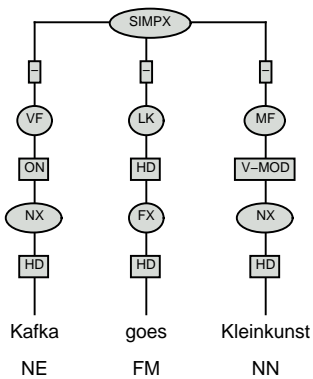 SIMPX
– – –
VF LK MF
ON HD V–MOD
NX FX NX
HD HD HD
Kafka goes Kleinkunst
NE FM NN